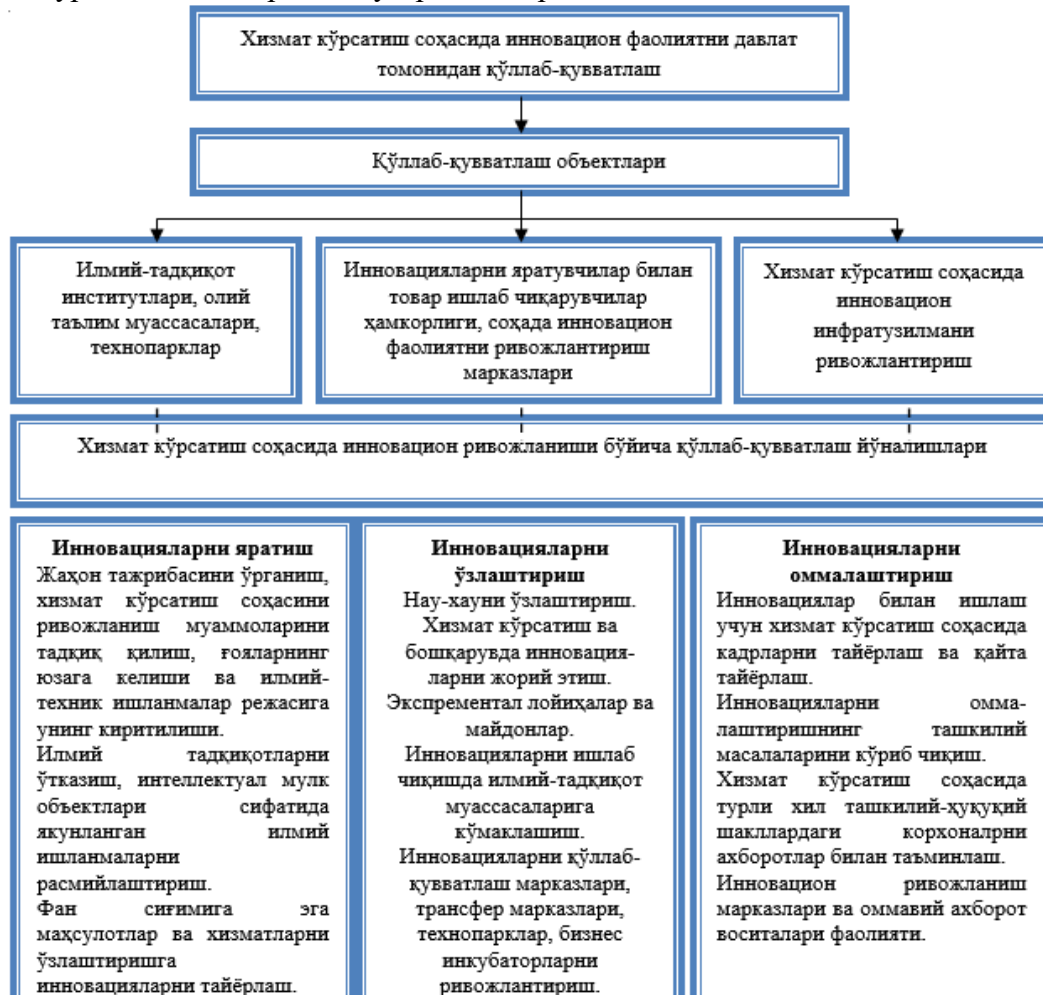 Хизмат кўрсатиш соҳасида инновацион фаолиятни давлат
томонидан қўллаб-қувватлаш
Қўллаб-қувватлаш объектлари
Илмий-тадқиқот
институтлари, олий
таълим муассасалари,
технопарклар
Инновацияларни яратувчилар билан
товар ишлаб чиқарувчилар
ҳамкорлиги, соҳада инновацион
фаолиятни ривожлантириш
марказлари
Хизмат кўрсатиш соҳасида
инновацион
инфратузилмани
ривожлантириш
Хизмат кўрсатиш соҳасида инновацион ривожланиши бўйича қўллаб-қувватлаш йўналишлари
Инновацияларни яратиш
Жаҳон тажрибасини ўрганиш,
хизмат кўрсатиш соҳасини
ривожланиш муаммоларини
тадқиқ қилиш, ғояларнинг
юзага келиши ва илмий-
техник ишланмалар режасига
унинг киритилиши.
Илмий тадқиқотларни
ўтказиш, интеллектуал мулк
объектлари сифатида
якунланган илмий
ишланмаларни
расмийлаштириш.
Фан сиғимига эга
маҳсулотлар ва хизматларни
ўзлаштиришга
инновацияларни тайёрлаш.
Инновацияларни
ўзлаштириш
Нау-хауни ўзлаштириш.
Хизмат кўрсатиш ва
бошқарувда инновация-
ларни жорий этиш.
Экспрементал лойиҳалар ва
майдонлар.
Инновацияларни ишлаб
чиқишда илмий-тадқиқот
муассасаларига
кўмаклашиш.
Инновацияларни қўллаб-
қувватлаш марказлари,
трансфер марказлари,
технопарклар, бизнес
инкубаторларни
ривожлантириш.
Инновацияларни
оммалаштириш
Инновациялар билан ишлаш
учун хизмат кўрсатиш соҳасида
кадрларни тайёрлаш ва қайта
тайёрлаш.
Инновацияларни омма-
лаштиришнинг ташкилий
масалаларини кўриб чиқиш.
Хизмат кўрсатиш соҳасида
турли хил ташкилий-ҳуқуқий
шакллардаги корхоналрни
ахборотлар билан таъминлаш.
Инновацион ривожланиш
марказлари ва оммавий ахборот
воситалари фаолияти.